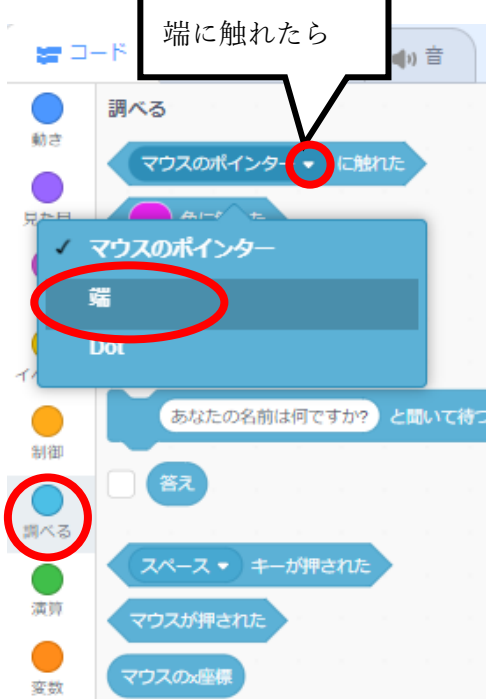 端に触れたら
コード
音
調べる
動き
マウスのポインター に触れた
✓ マウスのポインター
端
Dot
あなたの名前は何ですか? と聞いて待つ
制御
答え
調べる
スペース キーが押された
演算
マウスが押された
変数
マウスのx座標